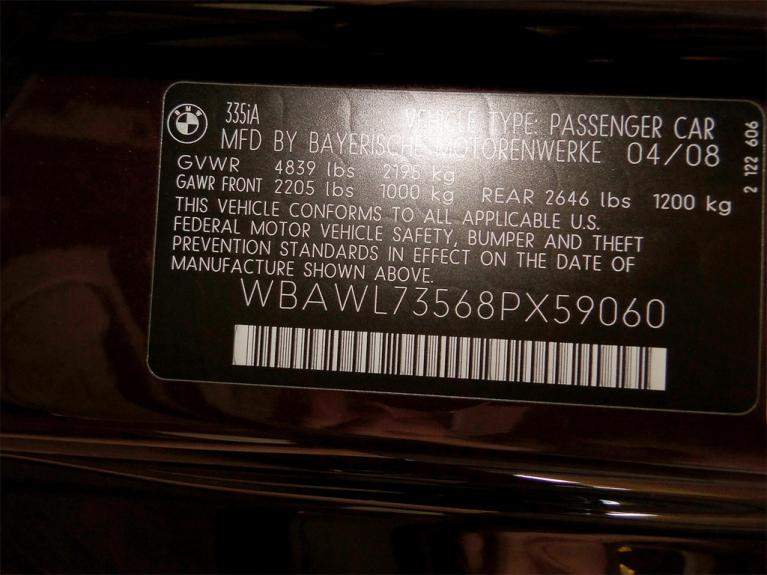 BMW
335iA VEHICLE TYPE: PASSENGER CAR
MFD BY BAYERISCHE MOTORENWERKE 04/08
GVWR 4839 lbs 2195 kg
GAWR FRONT 2205 lbs 1000 kg REAR 2646 lbs 1200 kg
THIS VEHICLE CONFORMS TO ALL APPLICABLE U.S.
FEDERAL MOTOR VEHICLE SAFETY, BUMPER AND THEFT
PREVENTION STANDARDS IN EFFECT ON THE DATE OF
MANUFACTURE SHOWN ABOVE.
WBAWL73568PX59060
2 122 606